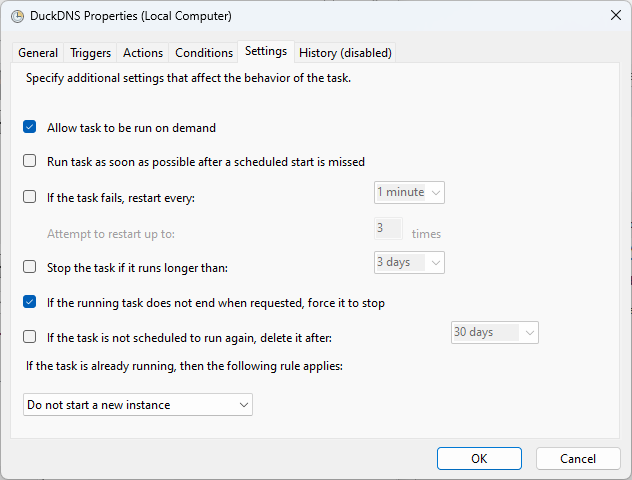 DuckDNS Properties (Local Computer)
General Triggers Actions Conditions Settings History (disabled)
Specify additional settings that affect the behavior of the task.
Allow task to be run on demand
Run task as soon as possible after a scheduled start is missed
If the task fails, restart every: 1 minute
Attempt to restart up to: 3 times
Stop the task if it runs longer than: 3 days
If the running task does not end when requested, force it to stop
If the task is not scheduled to run again, delete it after: 30 days
If the task is already running, then the following rule applies:
Do not start a new instance
OK Cancel